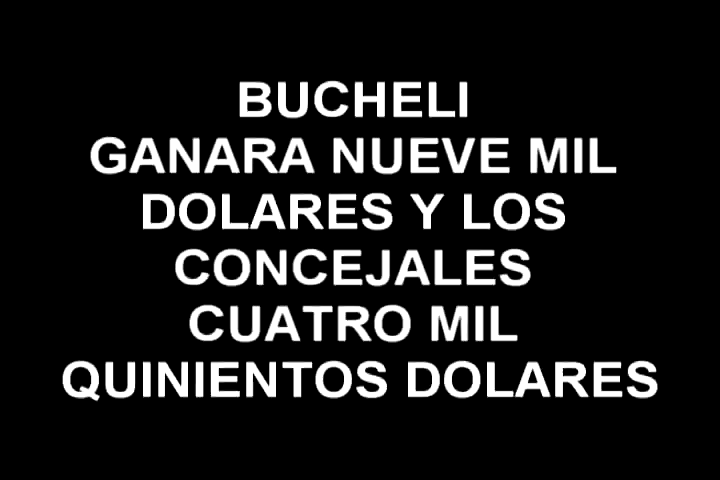 BUCHELI
GANARA NUEVE MIL
DOLARES Y LOS
CONCEJALES
CUATRO MIL
QUINIENTOS DOLARES